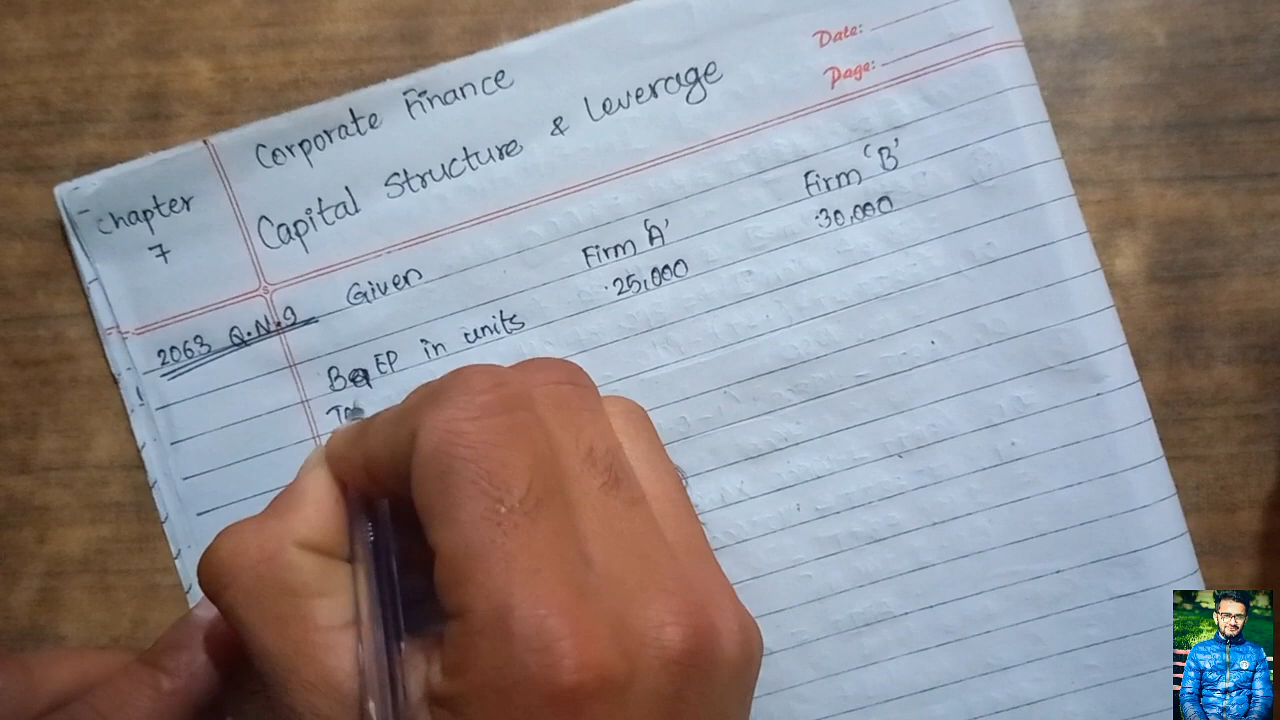 Date:
Page:
Corporate Finance
Chapter 7
Capital Structure & Leverage
2063 Q.N.9
Given
Firm 'A'
Firm 'B'
BEP in units
25,000
30,000